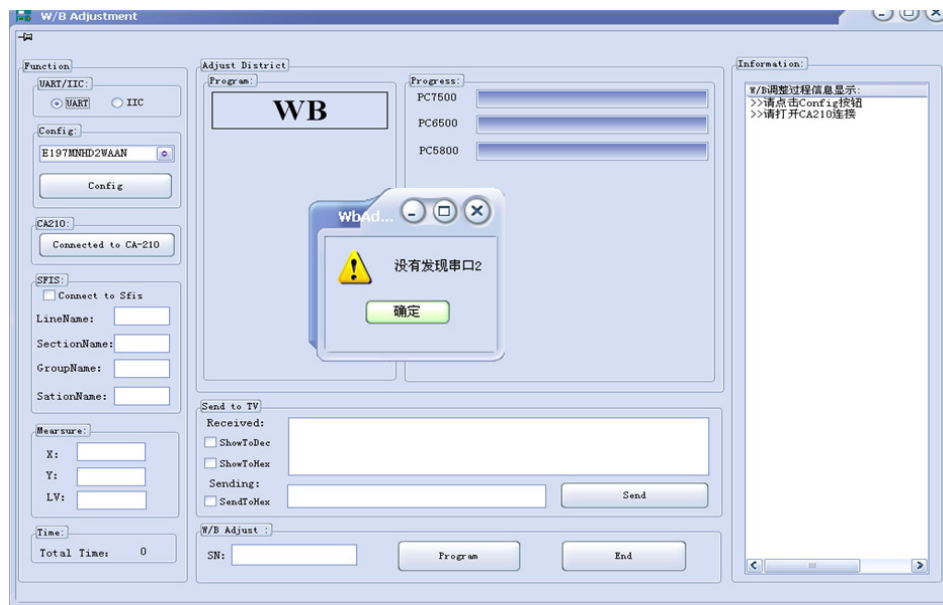 W/B Adjustment
Function
UART/IIC:
UART IIC
Config:
E197MNHD2WAAN
Config
CA210:
Connected to CA-210
SFIS:
Connect to Sfis
LineName:
SectionName:
GroupName:
SationName:
Mearsure:
X:
Y:
LV:
Time:
Total Time: 0
Adjust District
Program:
WB
Progress:
PC7500
PC6500
PC5800
WbAd...
没有发现串口2
确定
Send to TV
Received:
ShowToDec
ShowToHex
Sending:
SendToHex
Send
W/B Adjust :
SN:
Program
End
Information:
W/B调整过程信息显示:
>>请点击Config按钮
>>请打开CA210连接